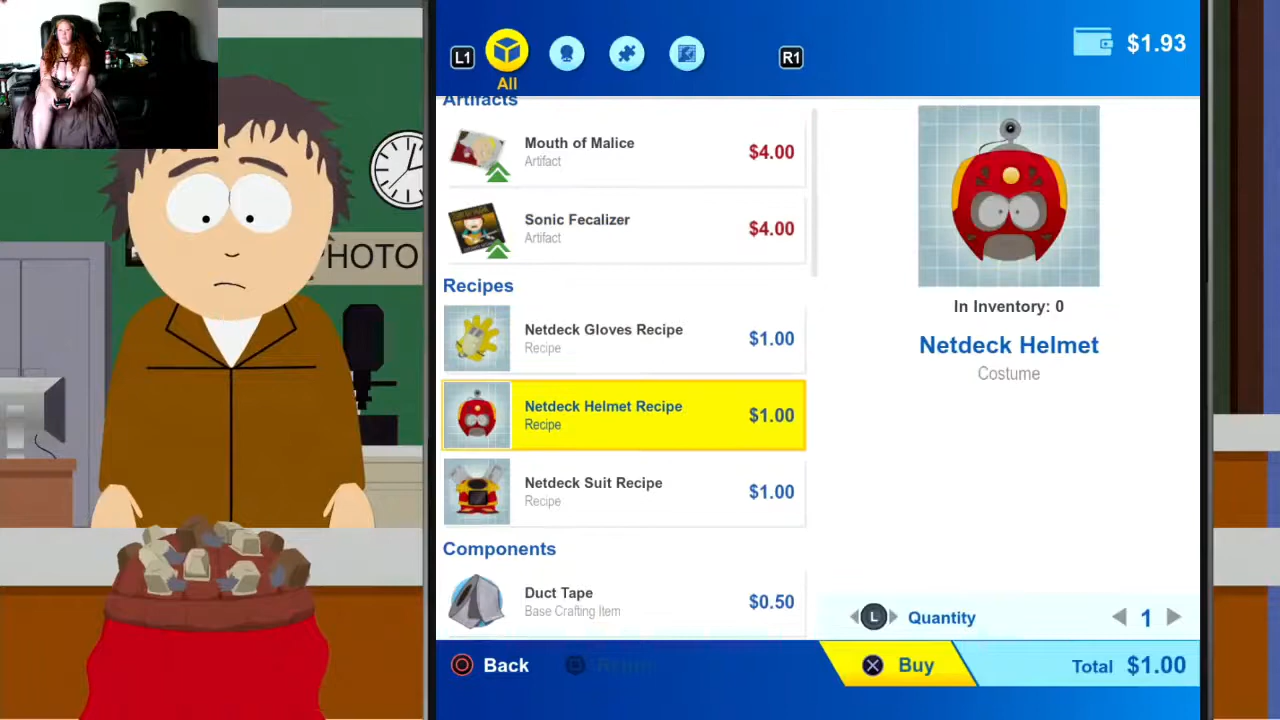 L1
All
R1
$1.93
Artifacts
Mouth of Malice
Artifact
$4.00
Sonic Fecalizer
Artifact
$4.00
Recipes
Netdeck Gloves Recipe
Recipe
$1.00
Netdeck Helmet Recipe
Recipe
$1.00
Netdeck Suit Recipe
Recipe
$1.00
Components
Duct Tape
Base Crafting Item
$0.50
In Inventory: 0
Netdeck Helmet
Costume
L
Quantity
1
Back
Buy
Total $1.00
PHOTO